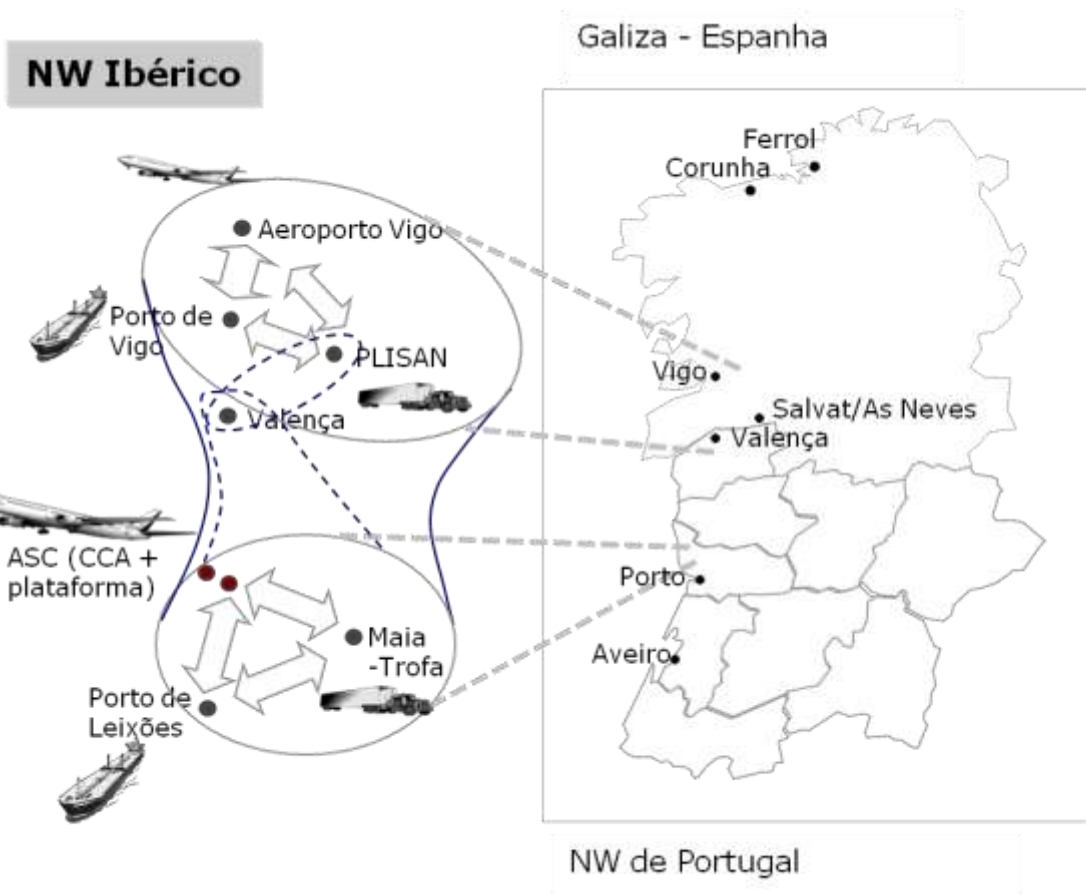 Galiza - Espanha
NW Ibérico
Aeroporto Vigo
Porto de
Vigo
PLISAN
Valença
ASC (CCA +
plataforma)
Maia
-Trofa
Porto de
Leixões
Ferrol
Corunha
Vigo
Salvat/As Neves
Valença
Porto
Aveiro
NW de Portugal